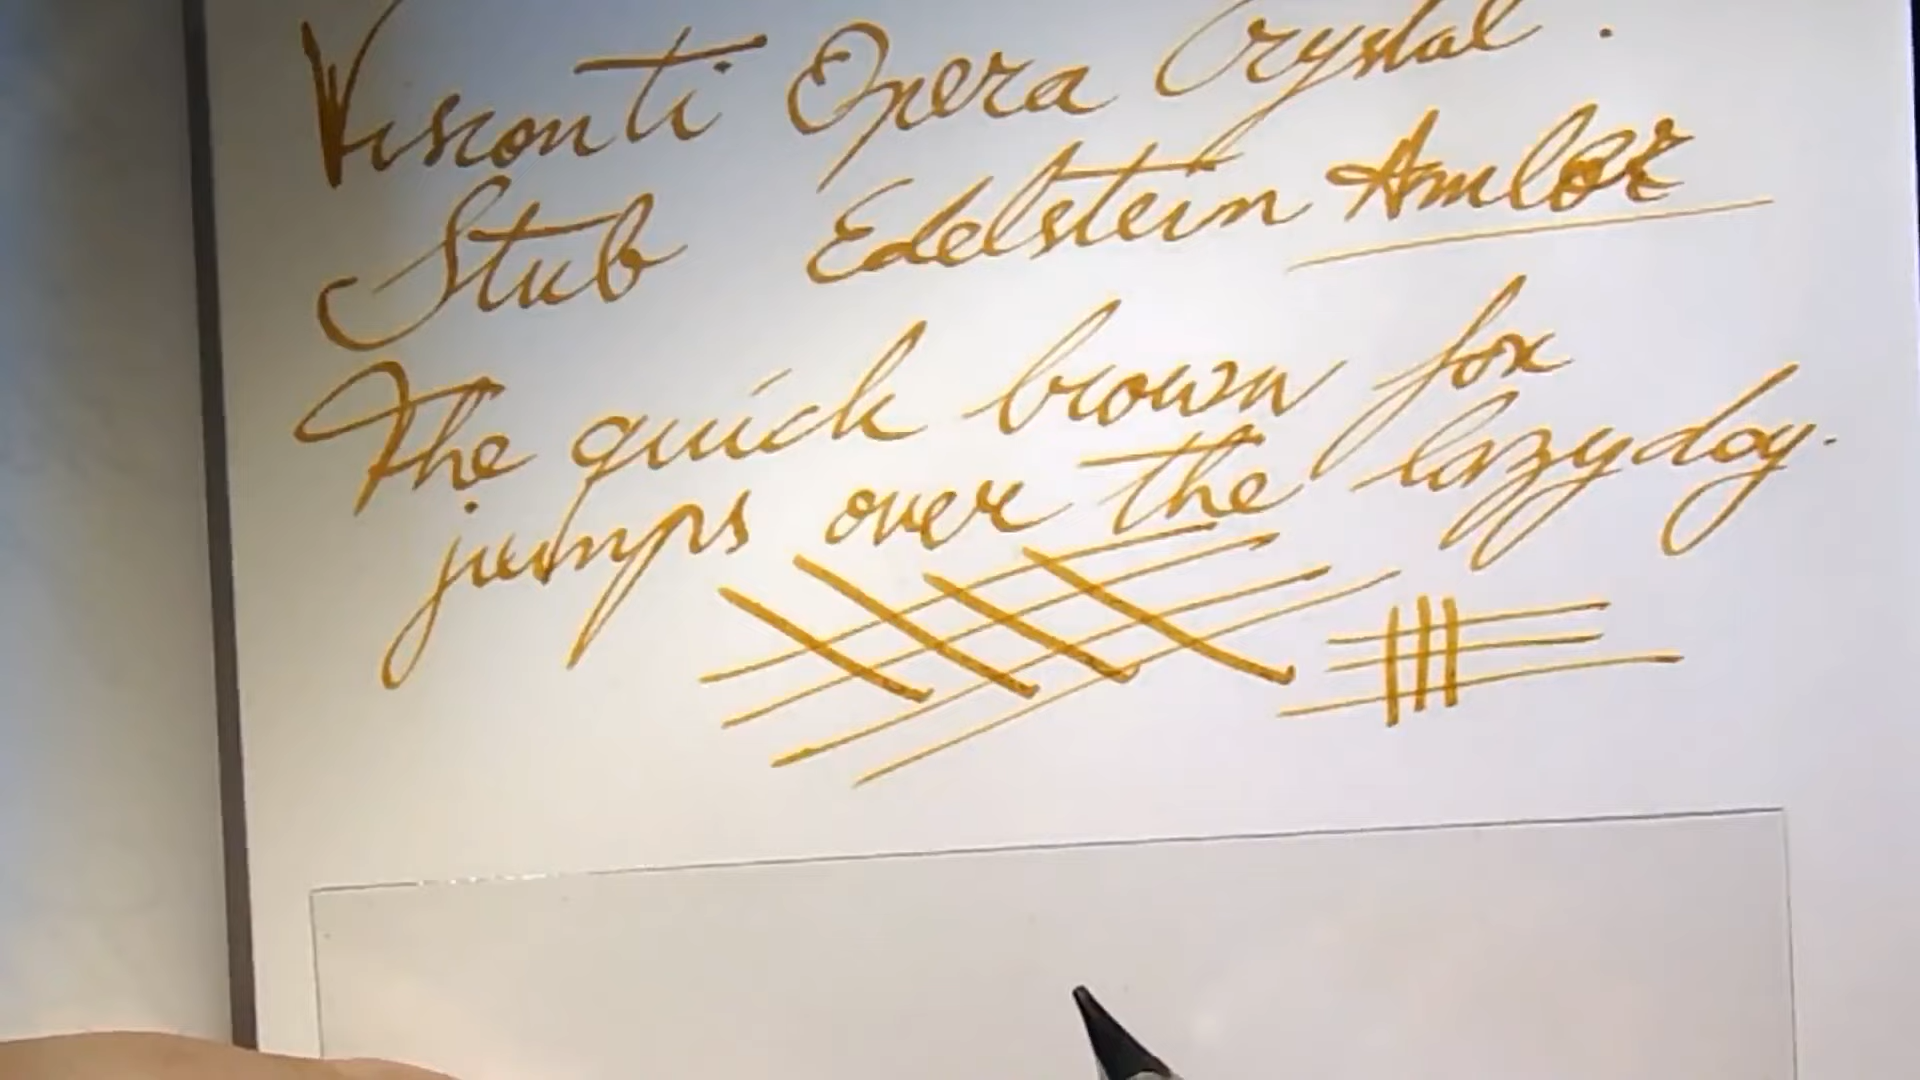 Visconti Opera Crystal.
Stub Edelstein Amber
The quick brown fox
jumps over the lazy dog.